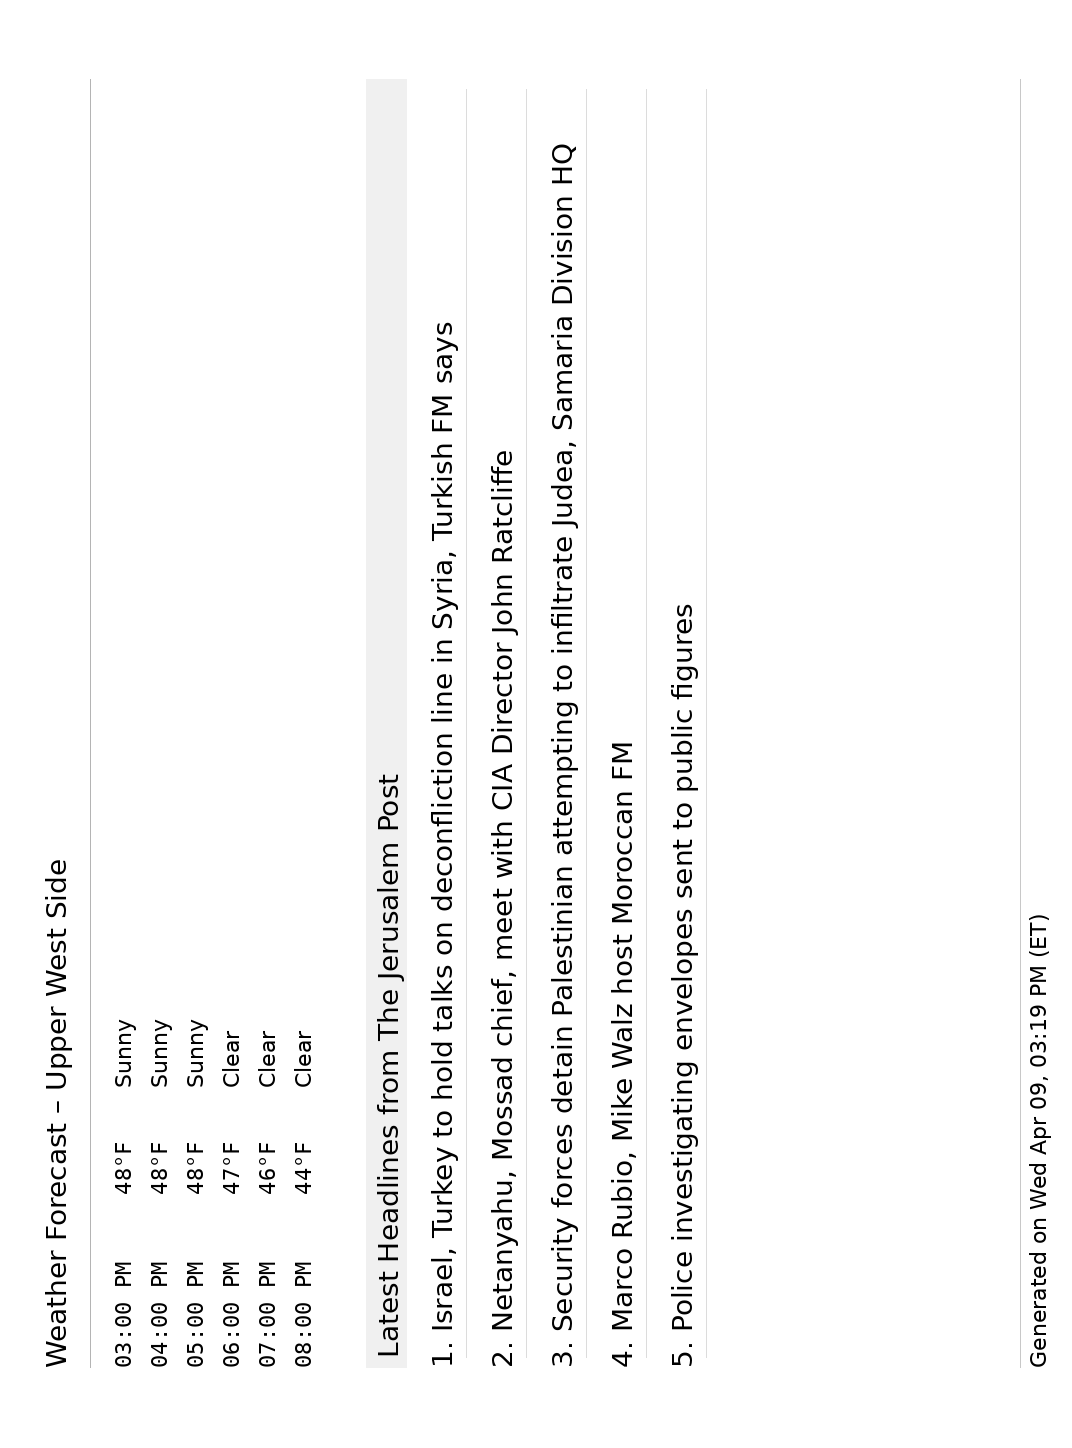 Weather Forecast – Upper West Side
03:00 PM 48°F Sunny
04:00 PM 48°F Sunny
05:00 PM 48°F Sunny
06:00 PM 47°F Clear
07:00 PM 46°F Clear
08:00 PM 44°F Clear
Latest Headlines from The Jerusalem Post
1. Israel, Turkey to hold talks on deconfliction line in Syria, Turkish FM says
2. Netanyahu, Mossad chief, meet with CIA Director John Ratcliffe
3. Security forces detain Palestinian attempting to infiltrate Judea, Samaria Division HQ
4. Marco Rubio, Mike Walz host Moroccan FM
5. Police investigating envelopes sent to public figures
Generated on Wed Apr 09, 03:19 PM (ET)